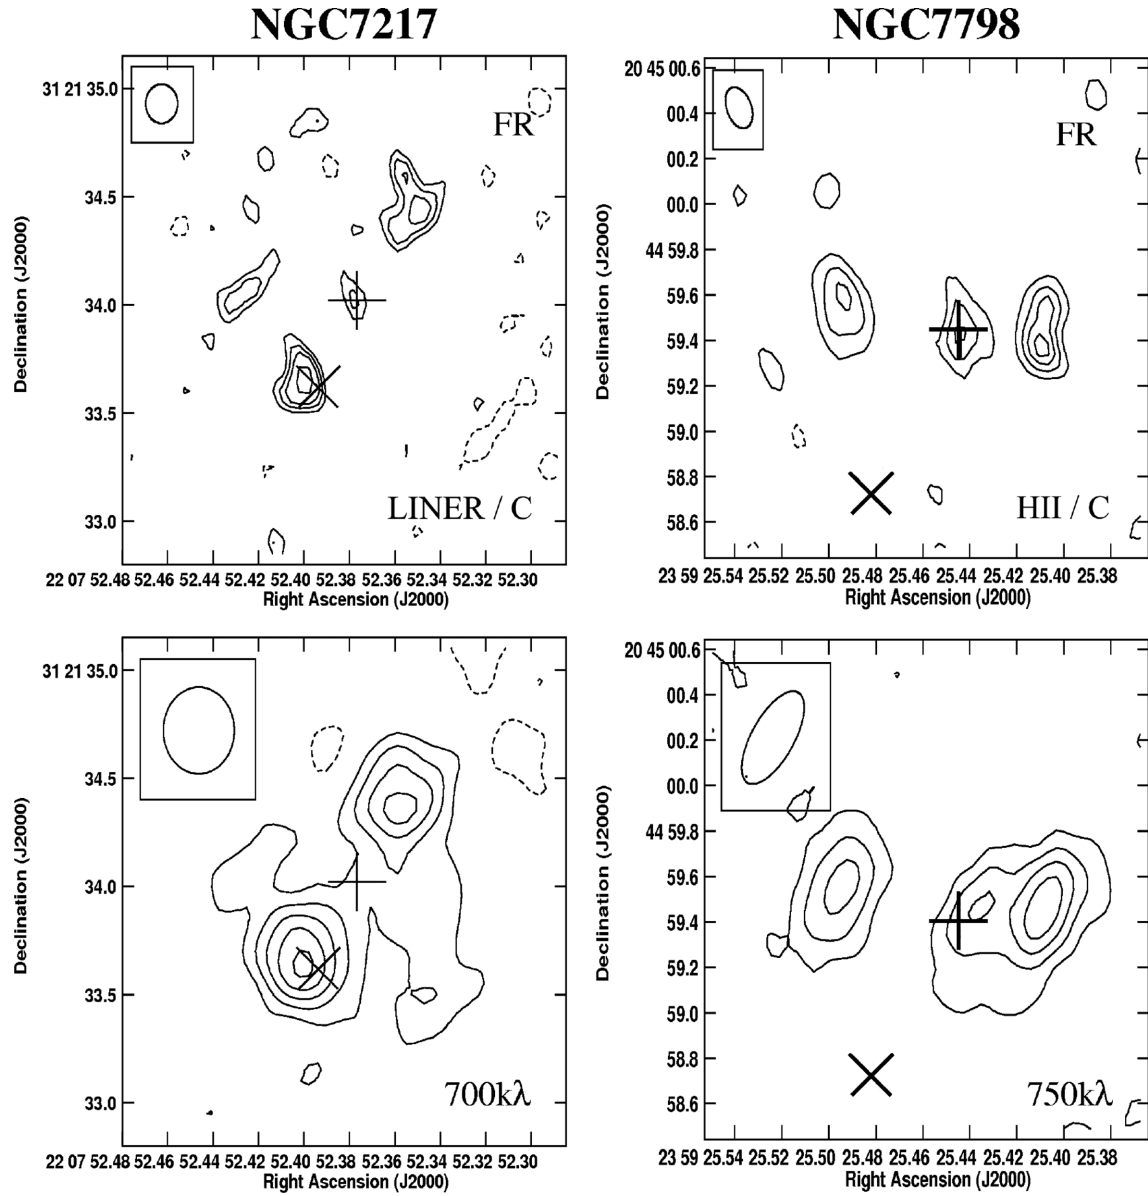 NGC7217
NGC7798
31 21 35.0
34.5
34.0
33.5
33.0
Declination (J2000)
FR
LINER / C
22 07 52.48 52.46 52.44 52.42 52.40 52.38 52.36 52.34 52.32 52.30
Right Ascension (J2000)
20 45 00.6
00.4
00.2
00.0
44 59.8
59.6
59.4
59.2
59.0
58.8
58.6
Declination (J2000)
FR
HII / C
23 59 25.54 25.52 25.50 25.48 25.46 25.44 25.42 25.40 25.38
Right Ascension (J2000)
31 21 35.0
34.5
34.0
33.5
33.0
Declination (J2000)
700kλ
22 07 52.48 52.46 52.44 52.42 52.40 52.38 52.36 52.34 52.32 52.30
Right Ascension (J2000)
20 45 00.6
00.4
00.2
00.0
44 59.8
59.6
59.4
59.2
59.0
58.8
58.6
Declination (J2000)
750kλ
23 59 25.54 25.52 25.50 25.48 25.46 25.44 25.42 25.40 25.38
Right Ascension (J2000)